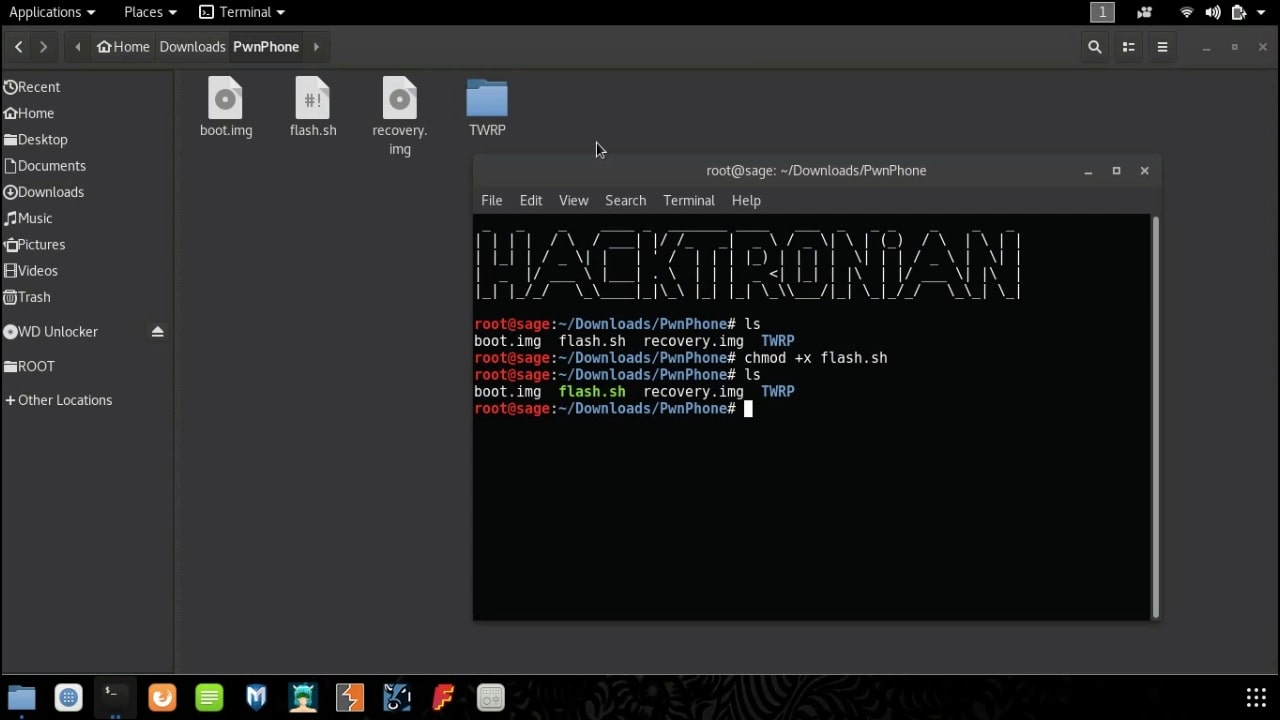 Applications Places Terminal 1
Home Downloads PwnPhone
Recent
Home
Desktop
Documents
Downloads
Music
Pictures
Videos
Trash
WD Unlocker
ROOT
+ Other Locations
#!
boot.img flash.sh recovery. TWRP
img
root@sage: ~/Downloads/PwnPhone
File Edit View Search Terminal Help
HACKTRONiAN
root@sage:~/Downloads/PwnPhone# ls
boot.img flash.sh recovery.img TWRP
root@sage:~/Downloads/PwnPhone# chmod +x flash.sh
root@sage:~/Downloads/PwnPhone# ls
boot.img flash.sh recovery.img TWRP
root@sage:~/Downloads/PwnPhone#